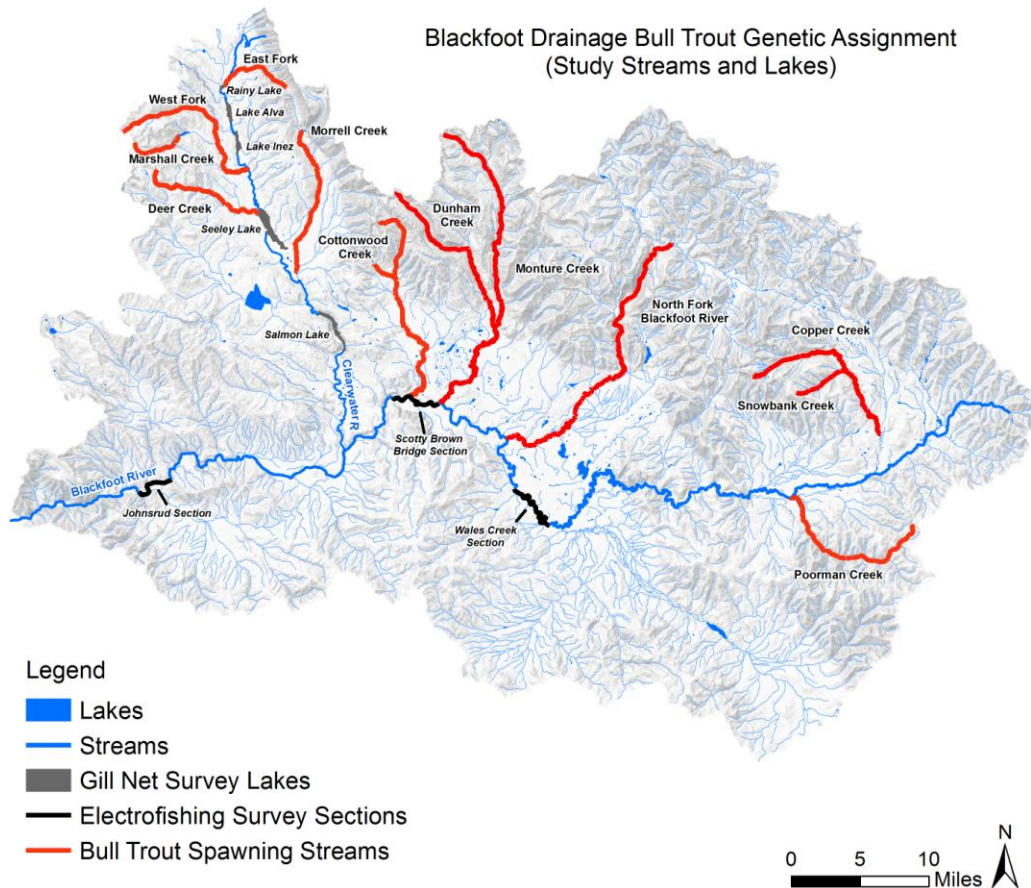 Blackfoot Drainage Bull Trout Genetic Assignment
(Study Streams and Lakes)
East Fork
Rainy Lake
West Fork
Lake Alva
Morrell Creek
Lake Inez
Marshall Creek
Deer Creek
Seeley Lake
Dunham
Creek
Cottonwood
Creek
Monture Creek
North Fork
Blackfoot River
Copper Creek
Salmon Lake
Clearwater R
Snowbank Creek
Scotty Brown
Bridge Section
Blackfoot River
Johnsrud Section
Wales Creek
Section
Poorman Creek
Legend
Lakes
Streams
Gill Net Survey Lakes
Electrofishing Survey Sections
Bull Trout Spawning Streams
N
0 5 10
Miles